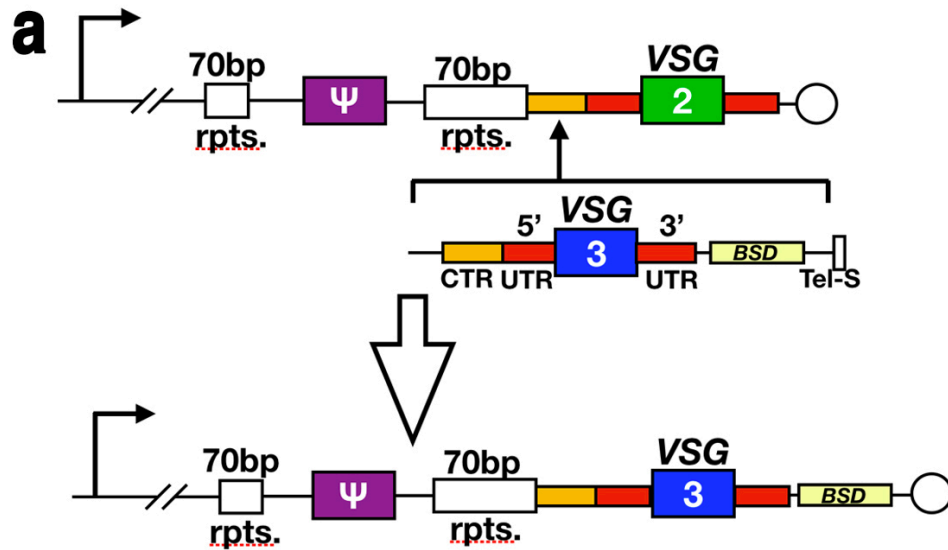 a
70bp
rpts.
Ψ
70bp
rpts.
VSG
2
5'
VSG
3'
3
BSD
CTR
UTR
UTR
Tel-S
70bp
rpts.
Ψ
70bp
rpts.
VSG
3
BSD